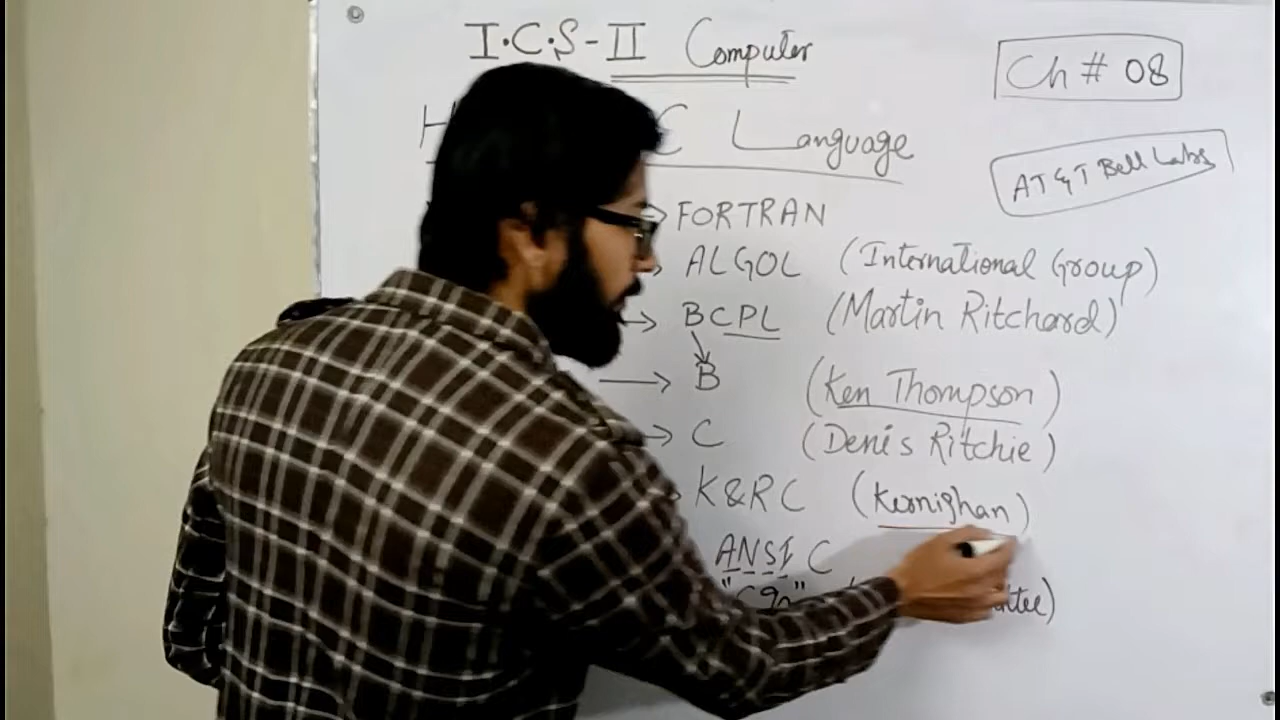 I.C.S-II Computer
Ch # 08
C Language
AT & T Bell Labs
→ FORTRAN
ALGOL (International Group)
→ BCPL (Martin Ritchard)
→ B (Ken Thompson)
→ C (Denis Ritchie)
K&R C (Kernighan)
ANSI C